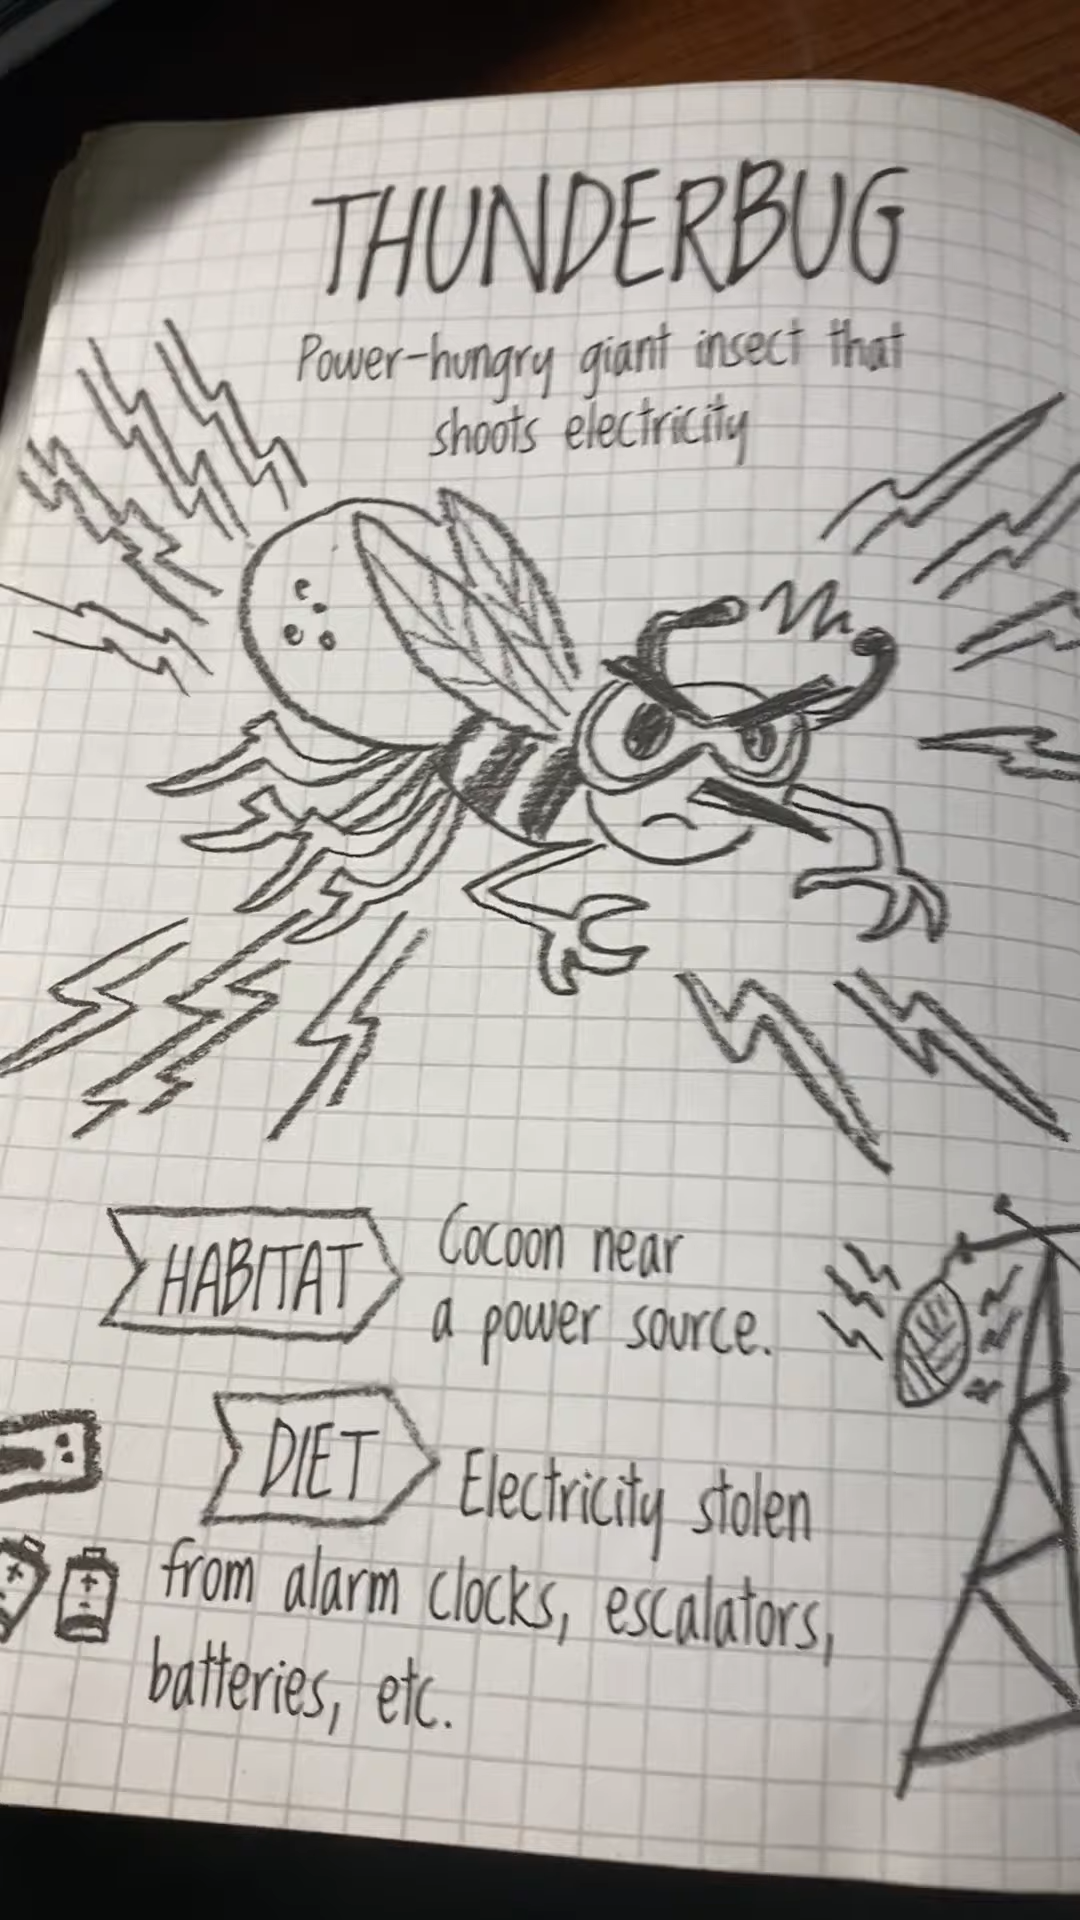 THUNDERBUG
Power-hungry giant insect that
shoots electricity
HABITAT
Cocoon near
a power source.
DIET
Electricity stolen
from alarm clocks, escalators,
batteries, etc.